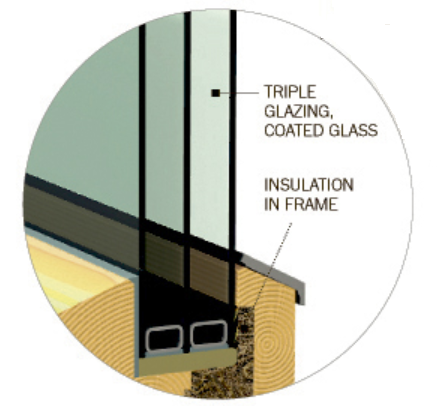 TRIPLE
GLAZING,
COATED GLASS
INSULATION
IN FRAME